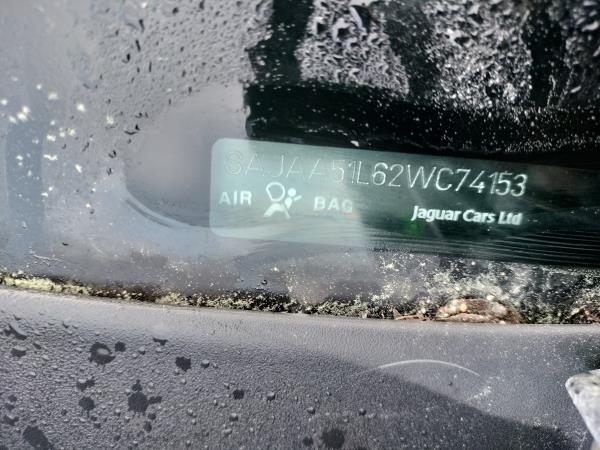 SAJAA51L62WC74153
AIR BAG
Jaguar Cars Ltd